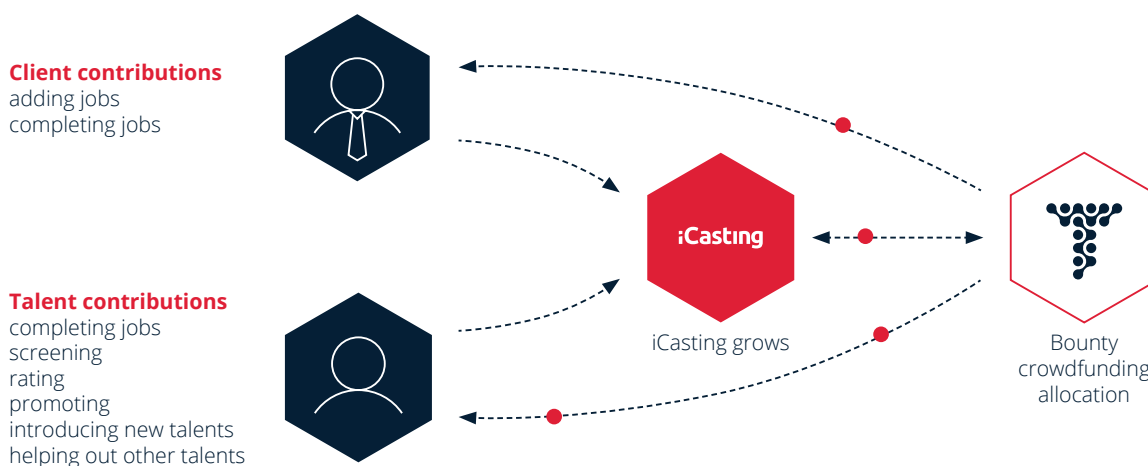 Client contributions
adding jobs
completing jobs
iCasting
iCasting grows
Bounty
crowdfunding
allocation
Talent contributions
completing jobs
screening
rating
promoting
introducing new talents
helping out other talents